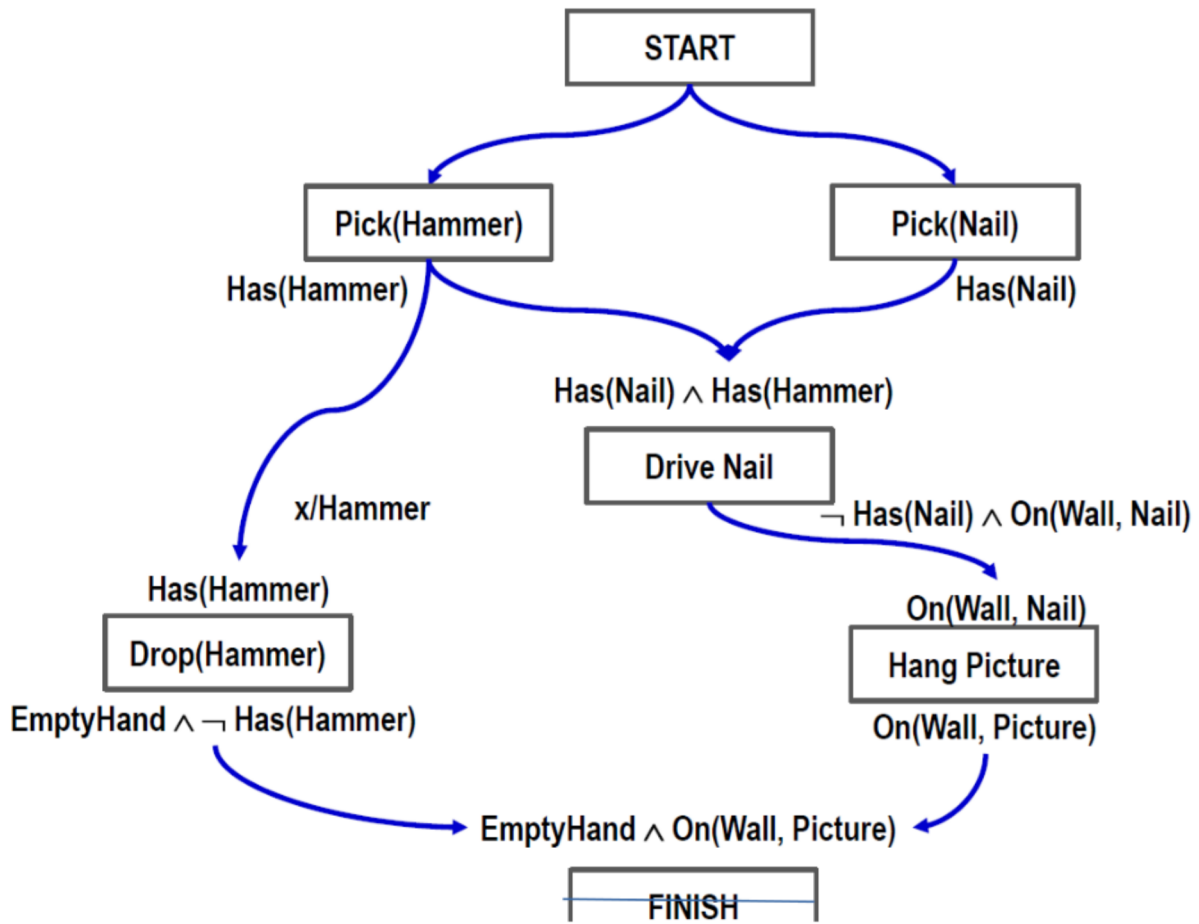 START
Pick(Hammer)
Pick(Nail)
Has(Hammer)
Has(Nail)
Has(Nail) ∧ Has(Hammer)
Drive Nail
x/Hammer
¬ Has(Nail) ∧ On(Wall, Nail)
Has(Hammer)
On(Wall, Nail)
Drop(Hammer)
Hang Picture
EmptyHand ∧ ¬ Has(Hammer)
On(Wall, Picture)
EmptyHand ∧ On(Wall, Picture)
FINISH